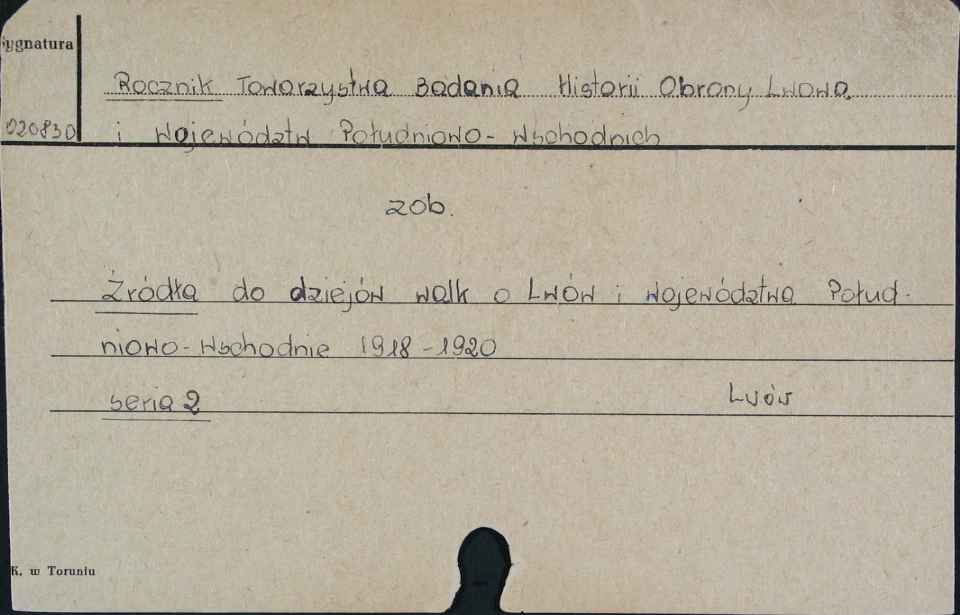 Sygnatura
Rocznik Towarzystwa Badania Historii Obrony Lwowa
020830
i Województw Południowo-Wschodnich
zob.
Źródła do dziejów walk o Lwów i województwa Połud-
niowo-Wschodnie 1918-1920
seria 2
Lwów
K. w Toruniu